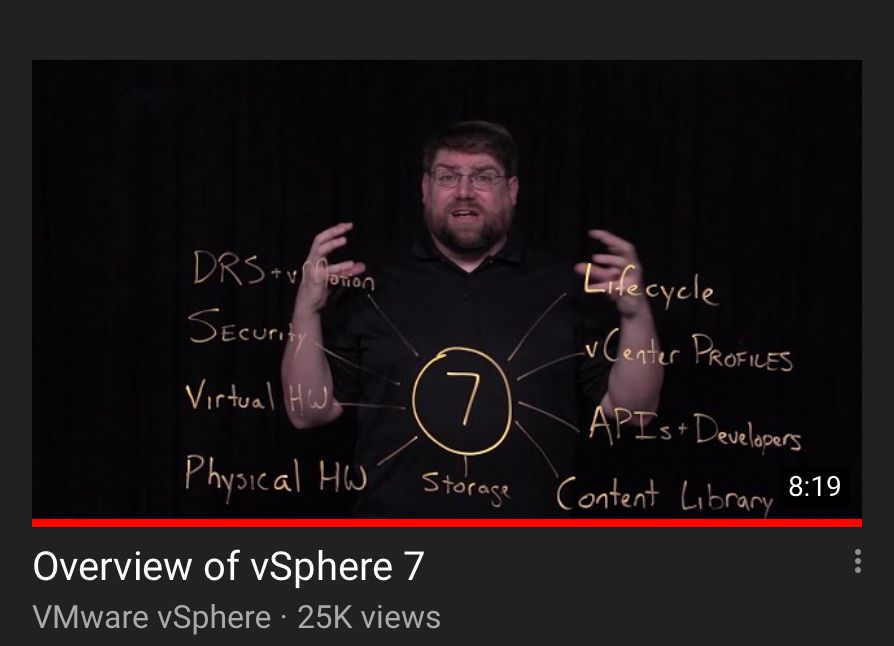 DRS + vMotion
Lifecycle
Security
vCenter PROFILES
Virtual HW
7
APIs + Developers
Physical HW
Storage
Content Library
8:19
Overview of vSphere 7
VMware vSphere · 25K views